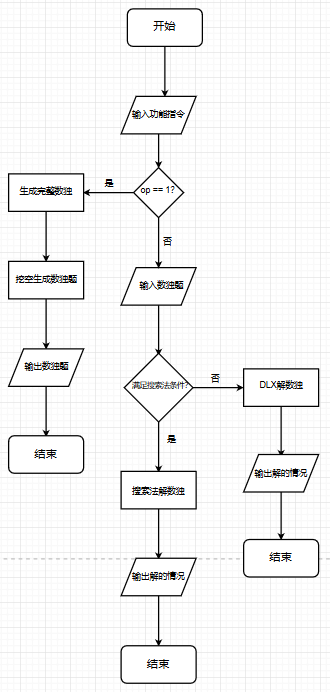 开始
输入功能指令
op == 1?
是
生成完整数独
挖空生成数独题
输出数独题
结束
否
输入数独题
满足搜索法条件?
否
DLX解数独
输出解的情况
结束
是
搜索法解数独
输出解的情况
结束